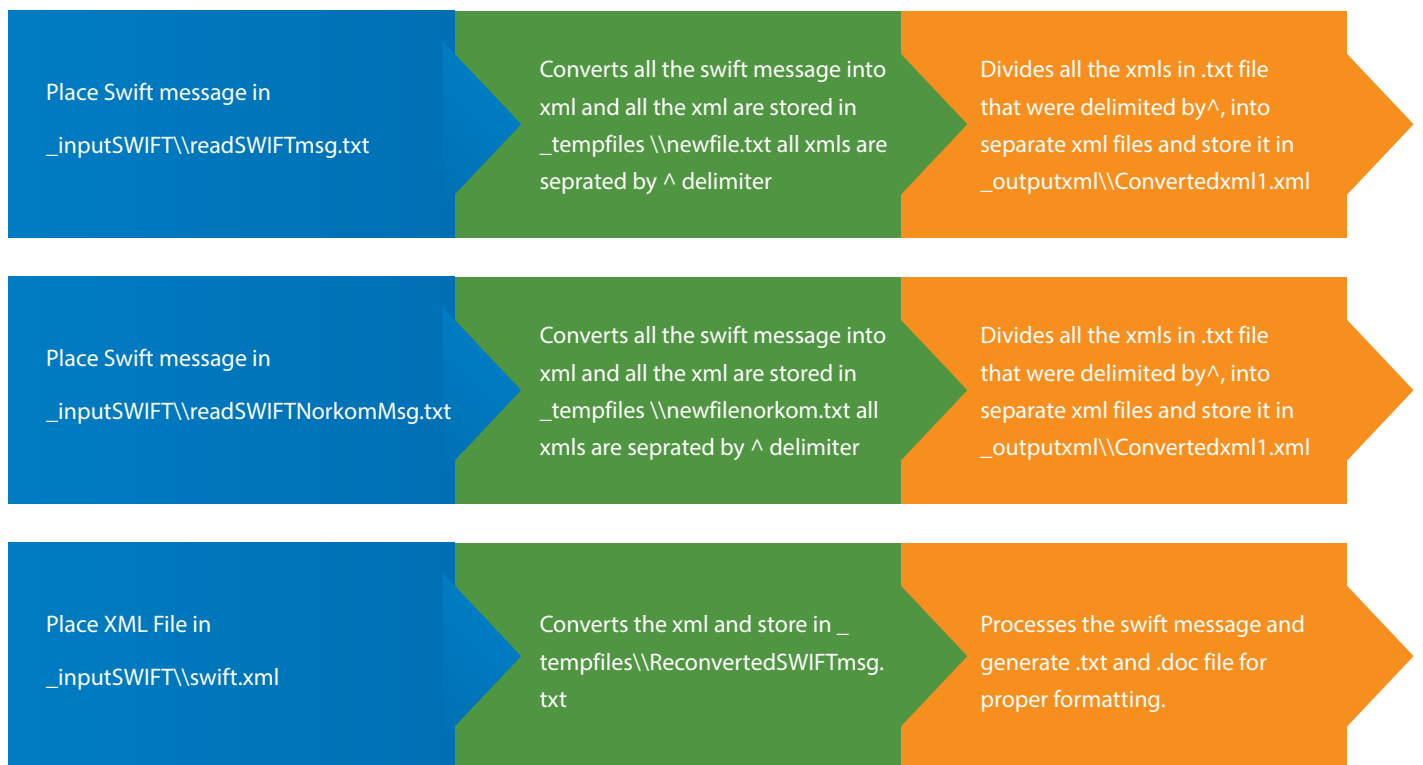 Place Swift message in
_inputSWIFT\\readSWIFTmsg.txt
Converts all the swift message into
xml and all the xml are stored in
_tempfiles \\newfile.txt all xmls are
seprated by ^ delimiter
Divides all the xmls in .txt file
that were delimited by^, into
separate xml files and store it in
_outputxml\\Convertedxml1.xml
Place Swift message in
_inputSWIFT\\readSWIFTNorkomMsg.txt
Converts all the swift message into
xml and all the xml are stored in
_tempfiles \\newfilenorkom.txt all
xmls are seprated by ^ delimiter
Divides all the xmls in .txt file
that were delimited by^, into
separate xml files and store it in
_outputxml\\Convertedxml1.xml
Place XML File in
_inputSWIFT\\swift.xml
Converts the xml and store in _
tempfiles\\ReconvertedSWIFTmsg.
txt
Processes the swift message and
generate .txt and .doc file for
proper formatting.